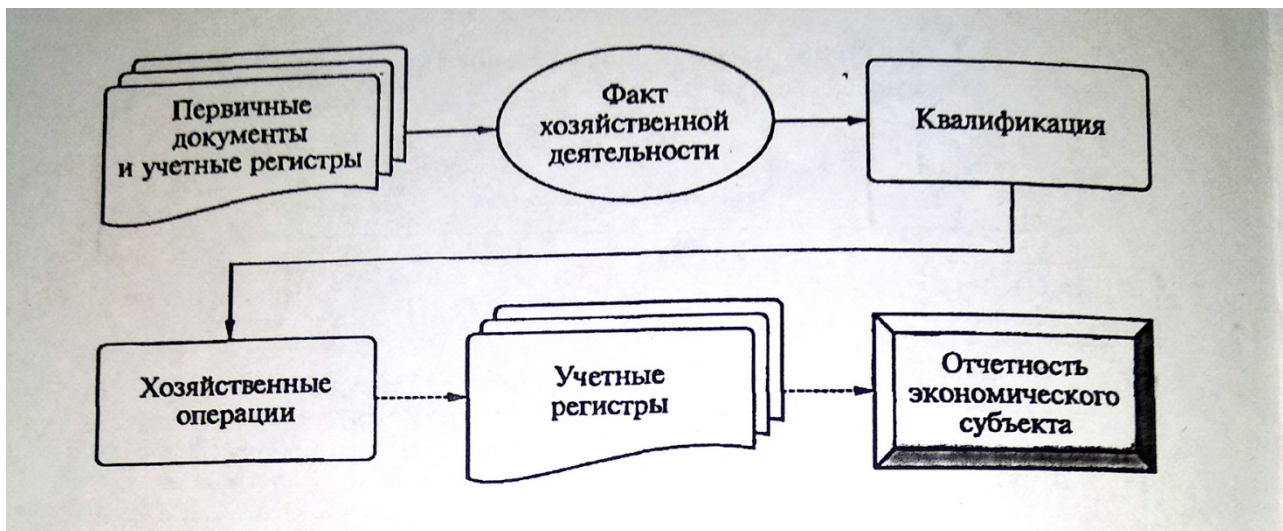 Первичные
документы
и учетные регистры
Факт
хозяйственной
деятельности
Квалификация
Хозяйственные
операции
Учетные
регистры
Отчетность
экономического
субъекта